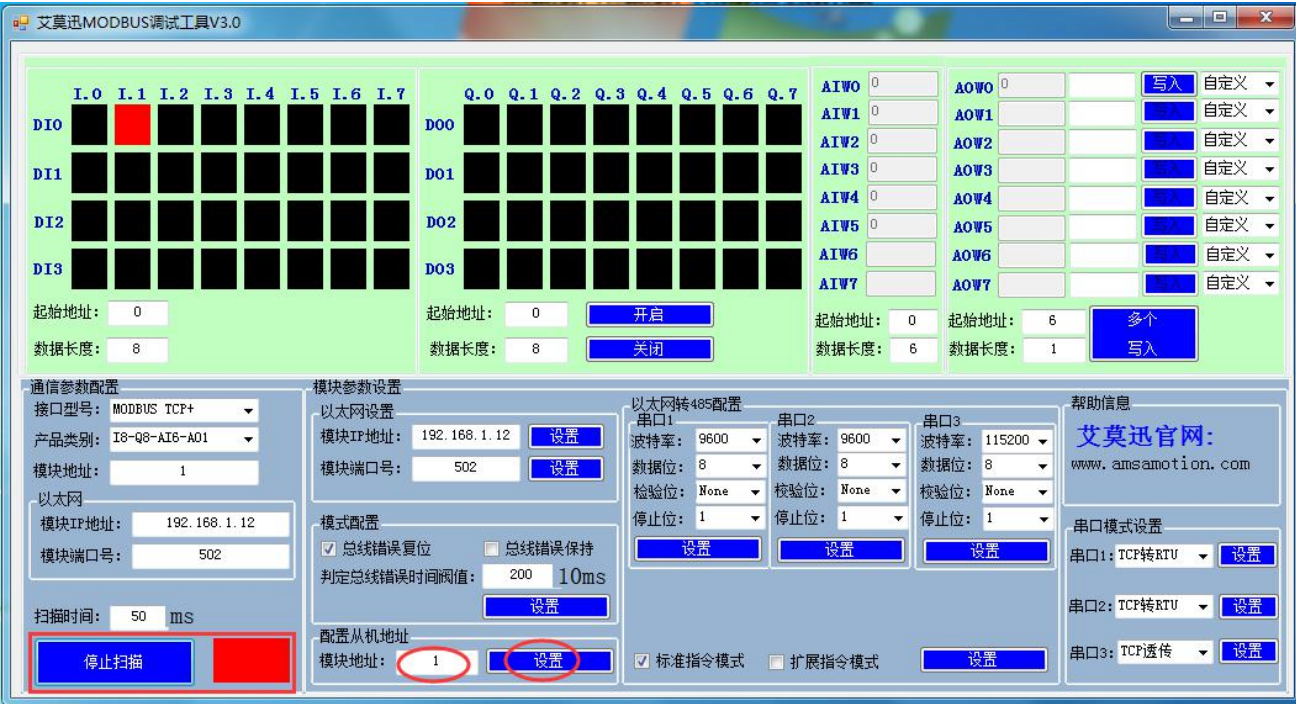 艾莫迅MODBUS调试工具V3.0
I.0 I.1 I.2 I.3 I.4 I.5 I.6 I.7
DI0
DI1
DI2
DI3
起始地址: 0
数据长度: 8
Q.0 Q.1 Q.2 Q.3 Q.4 Q.5 Q.6 Q.7
DO0
DO1
DO2
DO3
起始地址: 0 开启
数据长度: 8 关闭
AIW0 0
AIW1 0
AIW2 0
AIW3 0
AIW4 0
AIW5 0
AIW6
AIW7
起始地址: 0
数据长度: 6
AOW0 0 写入 自定义
AOW1 写入 自定义
AOW2 写入 自定义
AOW3 写入 自定义
AOW4 写入 自定义
AOW5 写入 自定义
AOW6 写入 自定义
AOW7 写入 自定义
起始地址: 6
数据长度: 1
多个
写入
通信参数配置
接口型号: MODBUS TCP+
产品类别: I8-Q8-AI6-AO1
模块地址: 1
以太网
模块IP地址: 192.168.1.12
模块端口号: 502
扫描时间: 50 ms
停止扫描
模块参数设置
以太网设置
模块IP地址: 192.168.1.12 设置
模块端口号: 502 设置
模式配置
总线错误复位 总线错误保持
判定总线错误时间阀值: 200 10ms
设置
配置从机地址
模块地址: 1 设置
以太网转485配置
串口1
波特率: 9600
数据位: 8
检验位: None
停止位: 1
设置
串口2
波特率: 9600
数据位: 8
校验位: None
停止位: 1
设置
串口3
波特率: 115200
数据位: 8
校验位: None
停止位: 1
设置
标准指令模式 扩展指令模式 设置
帮助信息
艾莫迅官网:
www.amsamotion.com
串口模式设置
串口1: TCP转RTU 设置
串口2: TCP转RTU 设置
串口3: TCP透传 设置